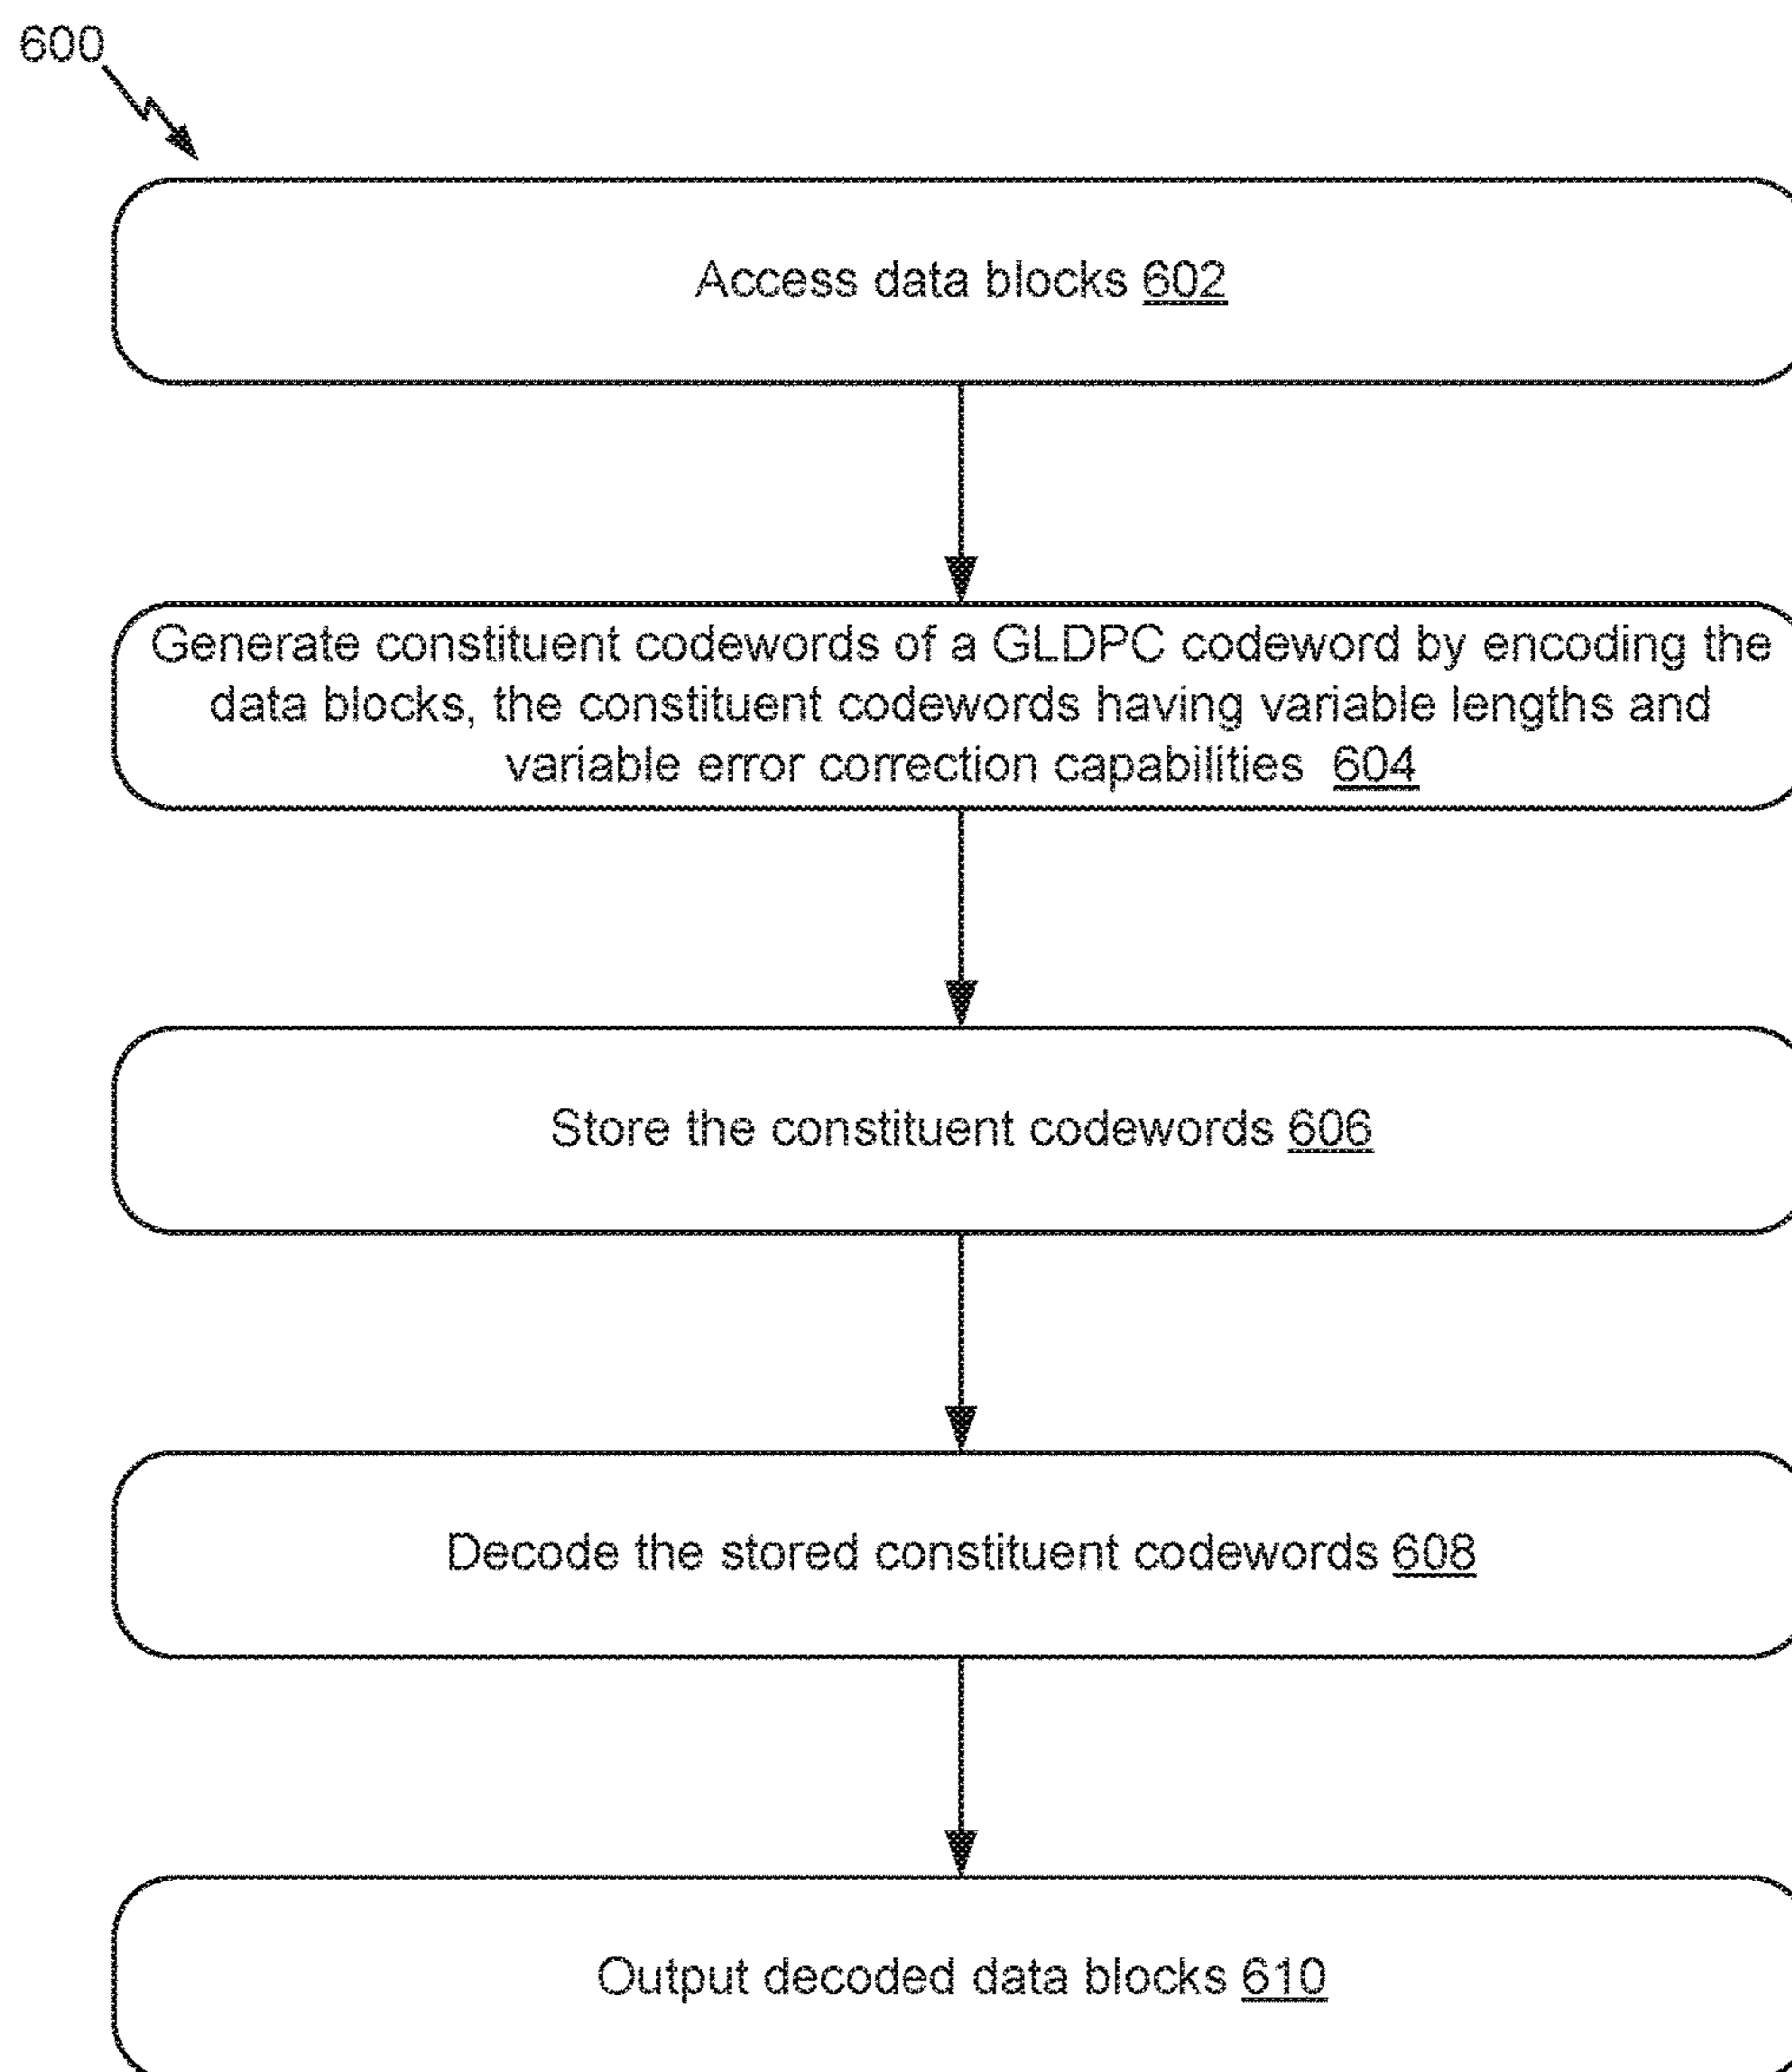 600
Access data blocks 602
Generate constituent codewords of a GLDPC codeword by encoding the
data blocks, the constituent codewords having variable lengths and
variable error correction capabilities 604
Store the constituent codewords 606
Decode the stored constituent codewords 608
Output decoded data blocks 610